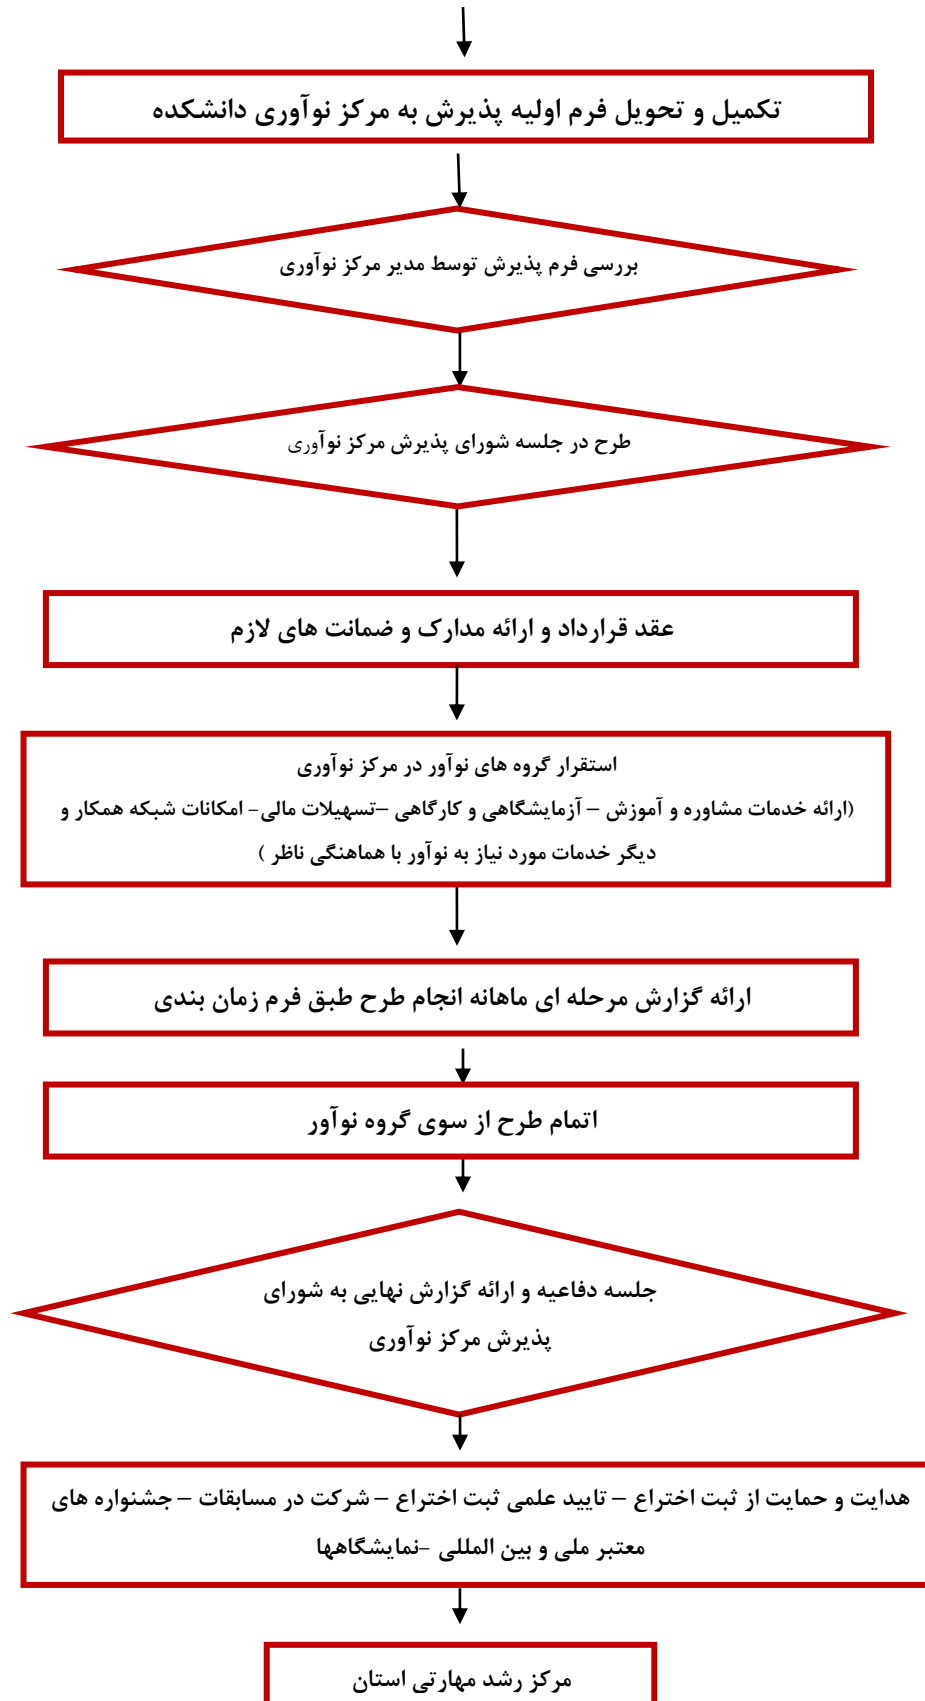 تکمیل و تحویل فرم اولیه پذیرش به مرکز نوآوری دانشکده
بررسی فرم پذیرش توسط مدیر مرکز نوآوری
طرح در جلسه شورای پذیرش مرکز نوآوری
عقد قرارداد و ارائه مدارک و ضمانت های لازم
استقرار گروه های نوآور در مرکز نوآوری
(ارائه خدمات مشاوره و آموزش – آزمایشگاهی و کارگاهی –تسهیلات مالی- امکانات شبکه همکار و
دیگر خدمات مورد نیاز به نوآور با هماهنگی ناظر )
ارائه گزارش مرحله ای ماهانه انجام طرح طبق فرم زمان بندی
اتمام طرح از سوی گروه نوآور
جلسه دفاعیه و ارائه گزارش نهایی به شورای
پذیرش مرکز نوآوری
هدایت و حمایت از ثبت اختراع – تایید علمی ثبت اختراع – شرکت در مسابقات – جشنواره های
معتبر ملی و بین المللی -نمایشگاهها
مرکز رشد مهارتی استان